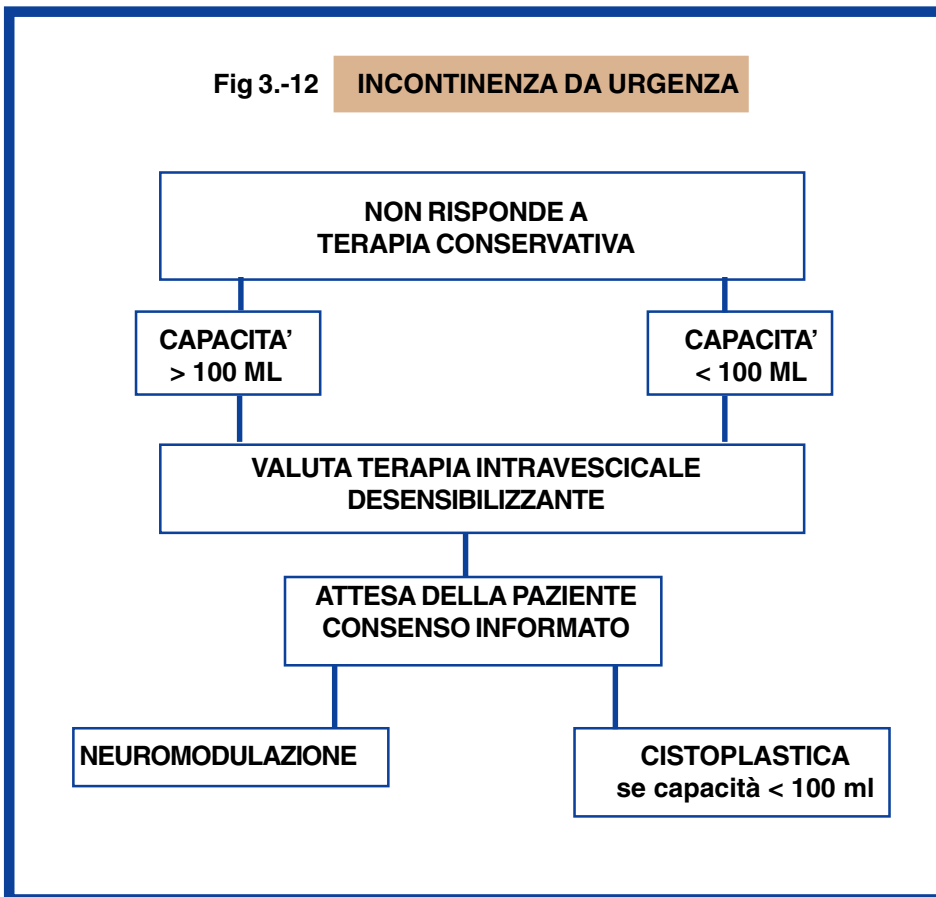 Fig 3.-12 INCONTINENZA DA URGENZA
NON RISPONDE A
TERAPIA CONSERVATIVA
CAPACITA’
> 100 ML
CAPACITA’
< 100 ML
VALUTA TERAPIA INTRAVESCICALE
DESENSIBILIZZANTE
ATTESA DELLA PAZIENTE
CONSENSO INFORMATO
NEUROMODULAZIONE
CISTOPLASTICA
se capacità < 100 ml